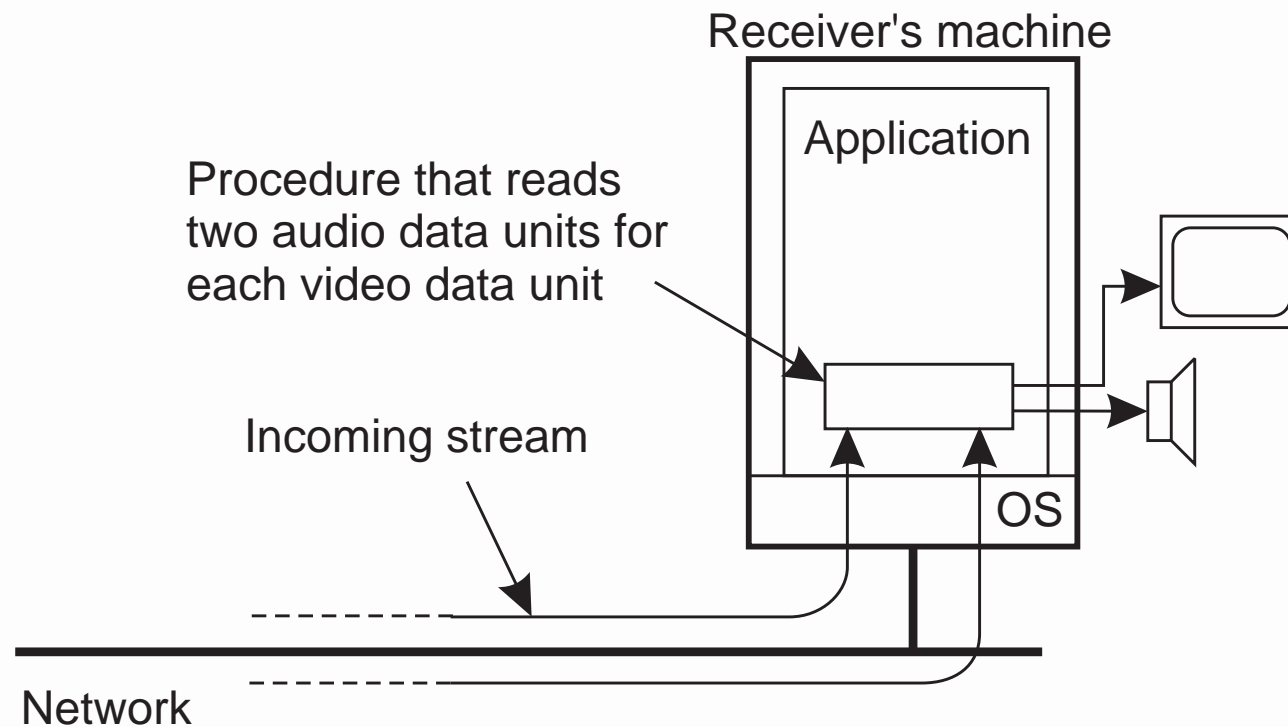 Receiver's machine
Application
Procedure that reads
two audio data units for
each video data unit
Incoming stream
OS
Network